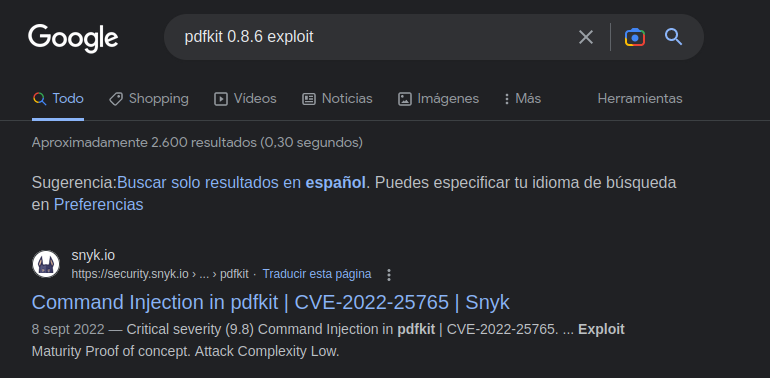 Google
pdfkit 0.8.6 exploit
Todo Shopping Vídeos Noticias Imágenes Más Herramientas
Aproximadamente 2.600 resultados (0,30 segundos)
Sugerencia:Buscar solo resultados en español. Puedes especificar tu idioma de búsqueda
en Preferencias
snyk.io
https://security.snyk.io › ... › pdfkit · Traducir esta página
Command Injection in pdfkit | CVE-2022-25765 | Snyk
8 sept 2022 — Critical severity (9.8) Command Injection in pdfkit | CVE-2022-25765. ... Exploit
Maturity Proof of concept. Attack Complexity Low.